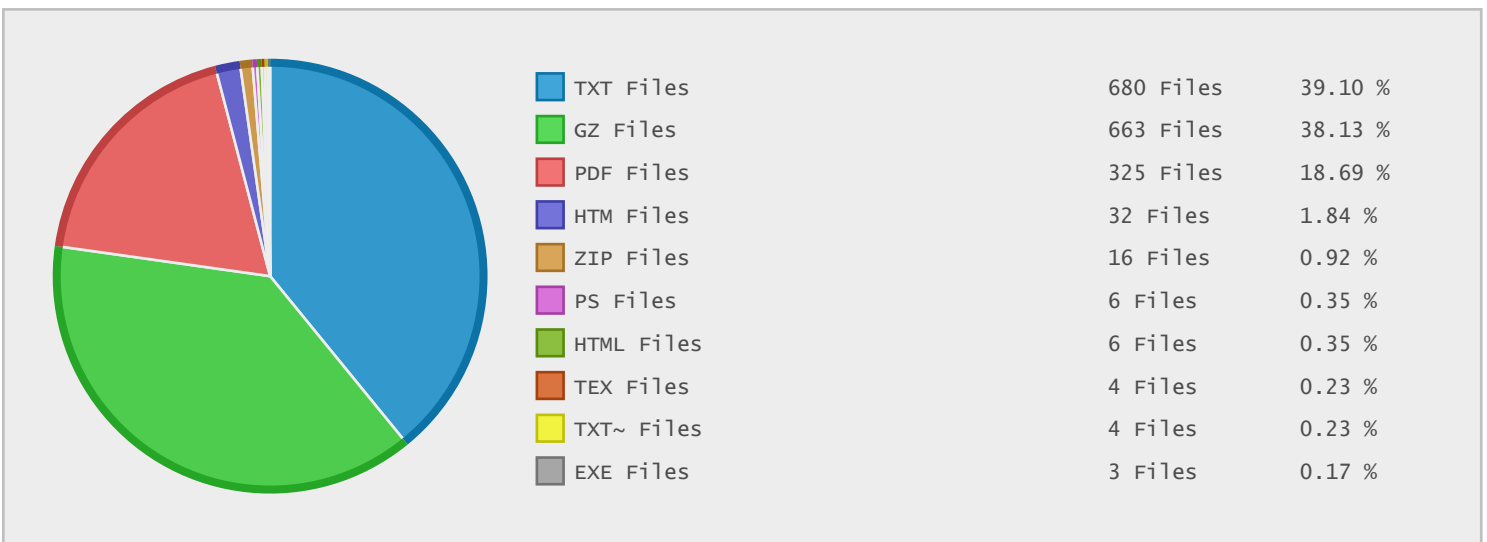 TXT Files 680 Files 39.10 %
GZ Files 663 Files 38.13 %
PDF Files 325 Files 18.69 %
HTM Files 32 Files 1.84 %
ZIP Files 16 Files 0.92 %
PS Files 6 Files 0.35 %
HTML Files 6 Files 0.35 %
TEX Files 4 Files 0.23 %
TXT~ Files 4 Files 0.23 %
EXE Files 3 Files 0.17 %